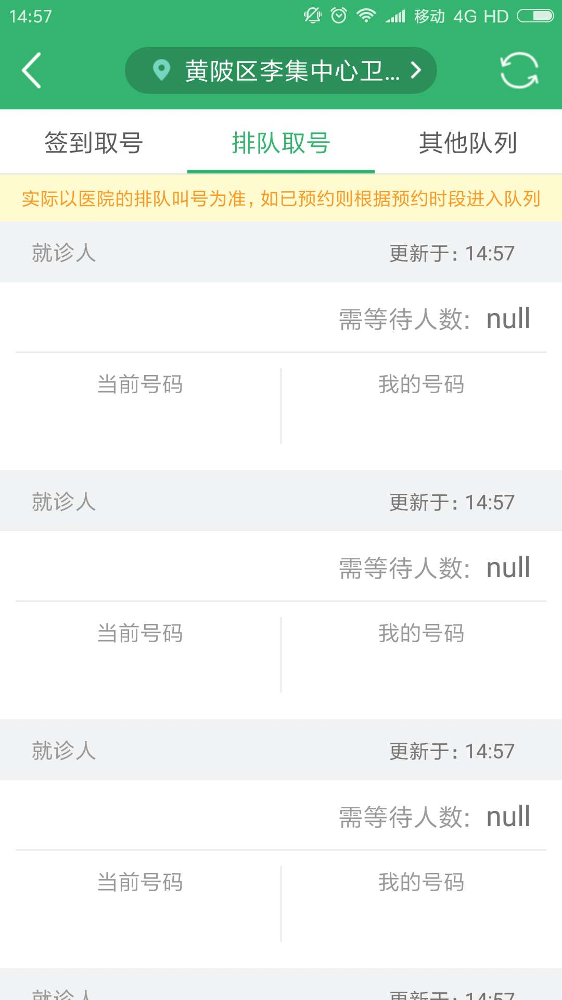 14:57 移动 4G HD
黄陂区李集中心卫...
签到取号 排队取号 其他队列
实际以医院的排队叫号为准，如已预约则根据预约时段进入队列
就诊人 更新于：14:57
需等待人数: null
当前号码 我的号码
就诊人 更新于：14:57
需等待人数: null
当前号码 我的号码
就诊人 更新于：14:57
需等待人数: null
当前号码 我的号码
就诊人 更新于：14:57